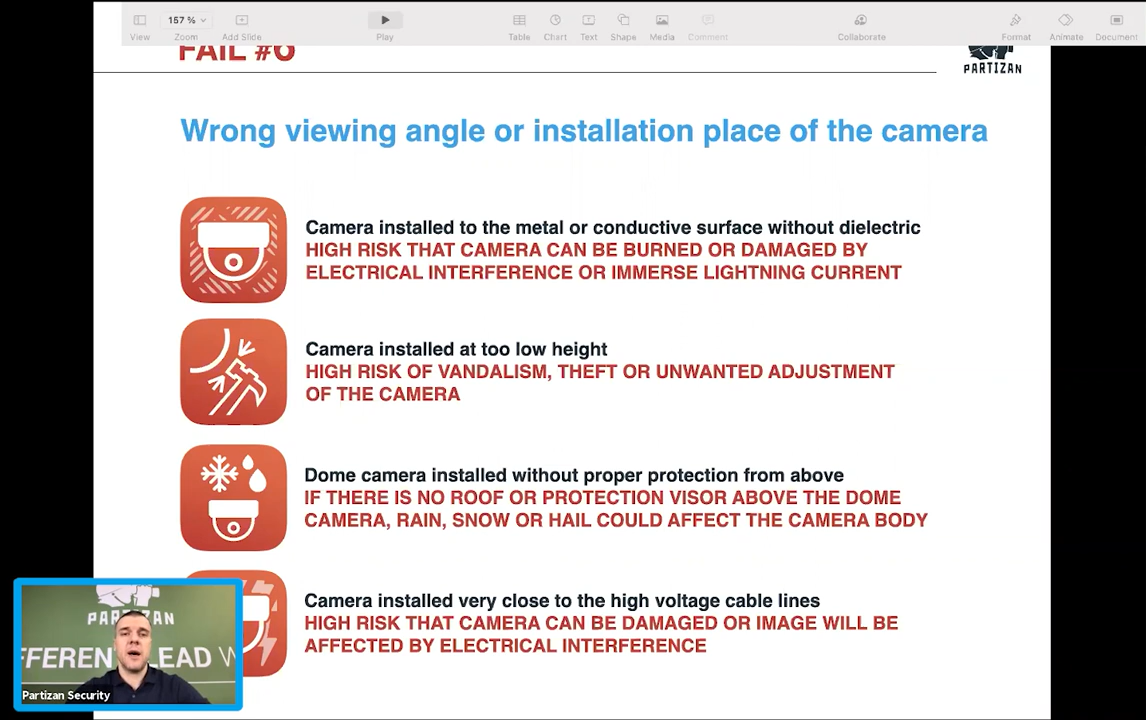 157 %
View
Zoom
Add Slide
Play
Table
Chart
Text
Shape
Media
Comment
Collaborate
Format
Animate
Document
FAIL #6
PARTIZAN
Wrong viewing angle or installation place of the camera
Camera installed to the metal or conductive surface without dielectric
HIGH RISK THAT CAMERA CAN BE BURNED OR DAMAGED BY
ELECTRICAL INTERFERENCE OR IMMERSE LIGHTNING CURRENT
Camera installed at too low height
HIGH RISK OF VANDALISM, THEFT OR UNWANTED ADJUSTMENT
OF THE CAMERA
Dome camera installed without proper protection from above
IF THERE IS NO ROOF OR PROTECTION VISOR ABOVE THE DOME
CAMERA, RAIN, SNOW OR HAIL COULD AFFECT THE CAMERA BODY
Camera installed very close to the high voltage cable lines
HIGH RISK THAT CAMERA CAN BE DAMAGED OR IMAGE WILL BE
AFFECTED BY ELECTRICAL INTERFERENCE
PARTIZAN
FFEREN LEAD W
Partizan Security